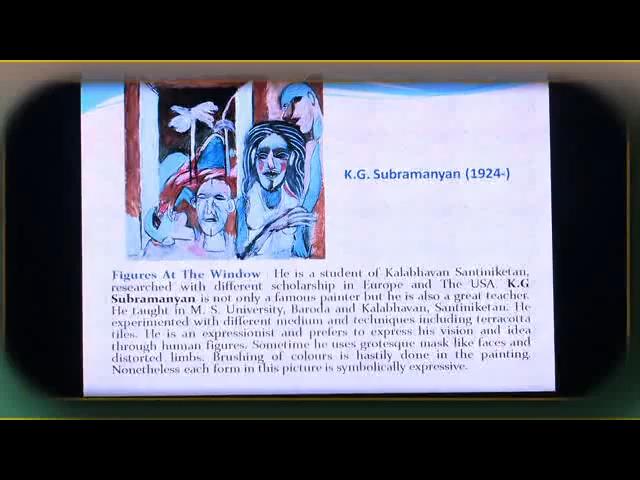 K.G. Subramanyan (1924-)
Figures At The Window : He is a student of Kalabhavan Santiniketan,
researched with different scholarship in Europe and The USA. K.G
Subramanyan is not only a famous painter but he is also a great teacher.
He taught in M. S. University, Baroda and Kalabhavan, Santiniketan. He
experimented with different medium and techniques including terracotta
tiles. He is an expressionist and prefers to express his vision and idea
through human figures. Sometime he uses grotesque mask like faces and
distorted limbs. Brushing of colours is hastily done in the painting.
Nonetheless each form in this picture is symbolically expressive.